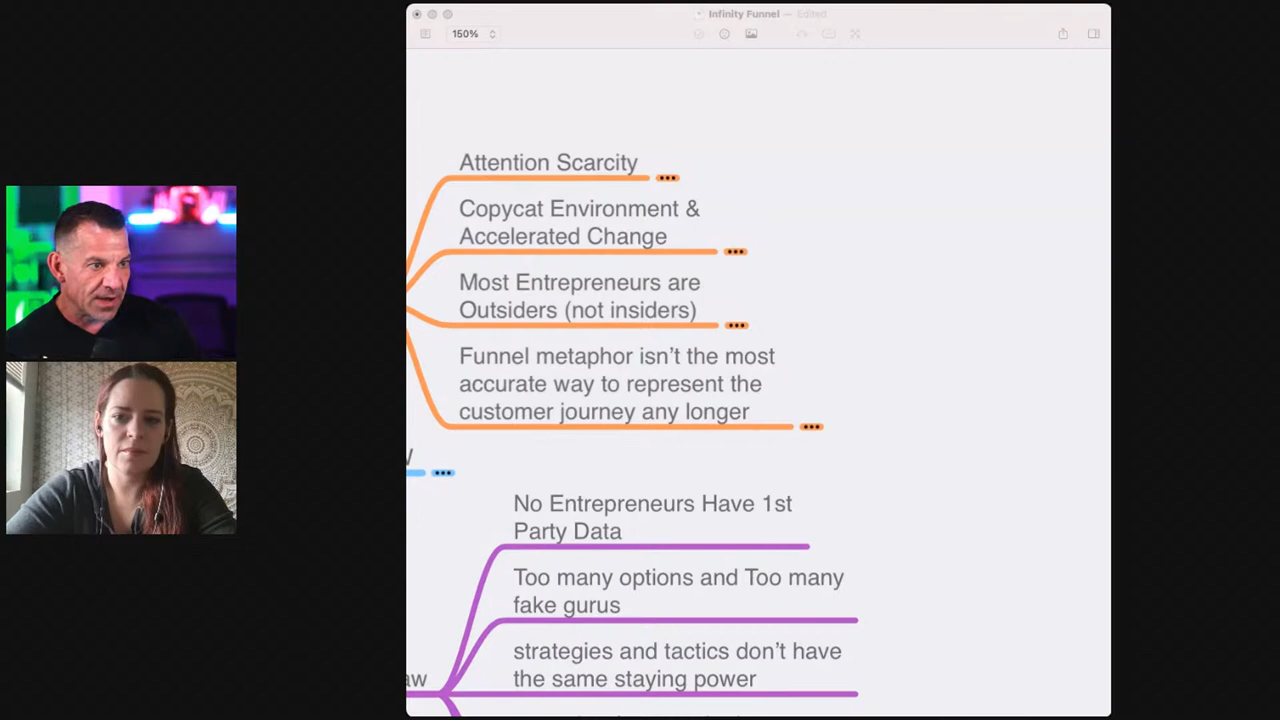 Infinity Funnel — Edited
150%
Attention Scarcity
Copycat Environment &
Accelerated Change
Most Entrepreneurs are
Outsiders (not insiders)
Funnel metaphor isn’t the most
accurate way to represent the
customer journey any longer
No Entrepreneurs Have 1st
Party Data
Too many options and Too many
fake gurus
strategies and tactics don’t have
the same staying power